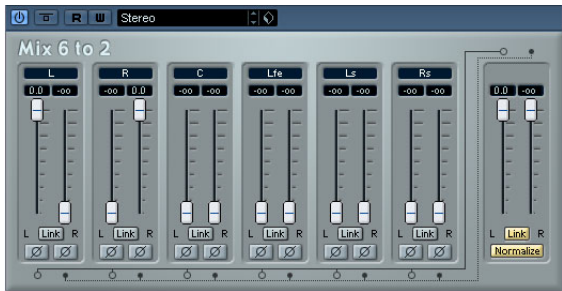 R W Stereo
Mix 6 to 2
L R C Lfe Ls Rs
0.0 -oo -oo 0.0 -oo -oo -oo -oo -oo -oo -oo -oo 0.0 -oo
L Link R L Link R L Link R L Link R L Link R L Link R L Link R
Ø Ø Ø Ø Ø Ø Ø Ø Ø Ø Ø Ø Normalize